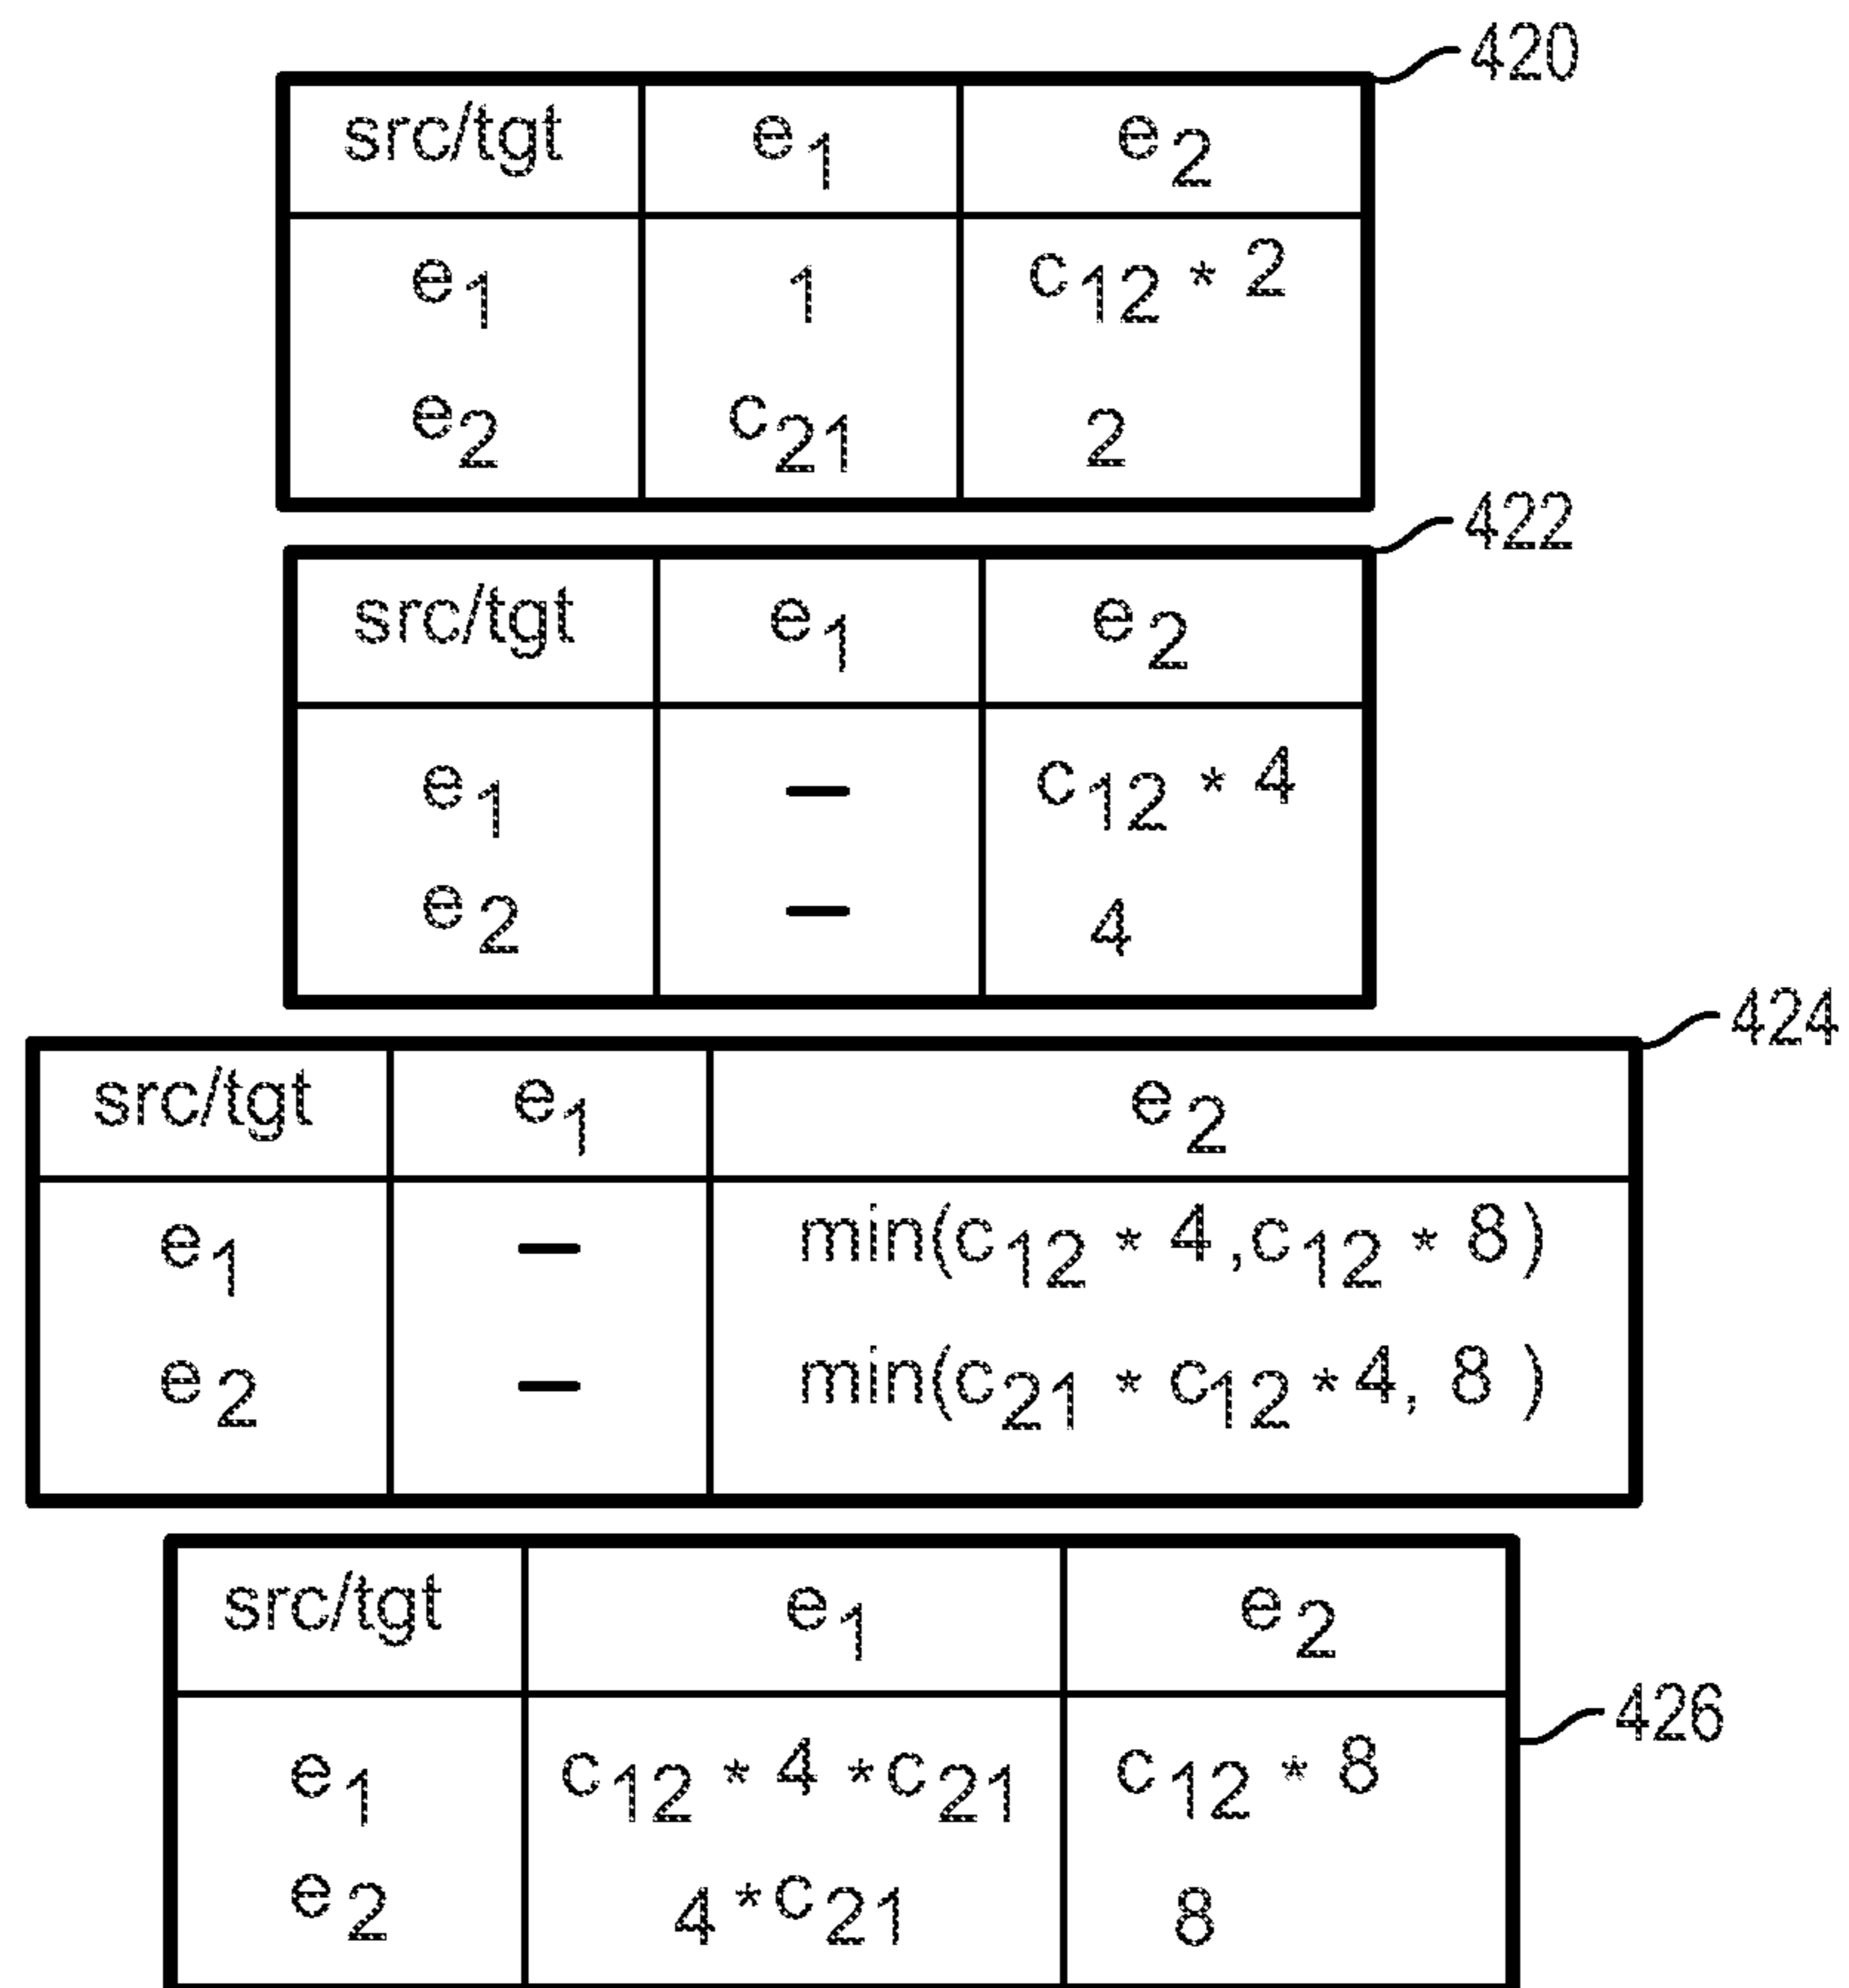 420
src/tgt e1 e2
e1 1 c12 * 2
e2 c21 2
422
src/tgt e1 e2
e1 – c12 * 4
e2 – 4
424
src/tgt e1 e2
e1 – min(c12 * 4 ,c12 * 8 )
e2 – min(c21 * c12 * 4, 8 )
src/tgt e1 e2
426
e1 c12 * 4 * c21 c12 * 8
e2 4 * c21 8